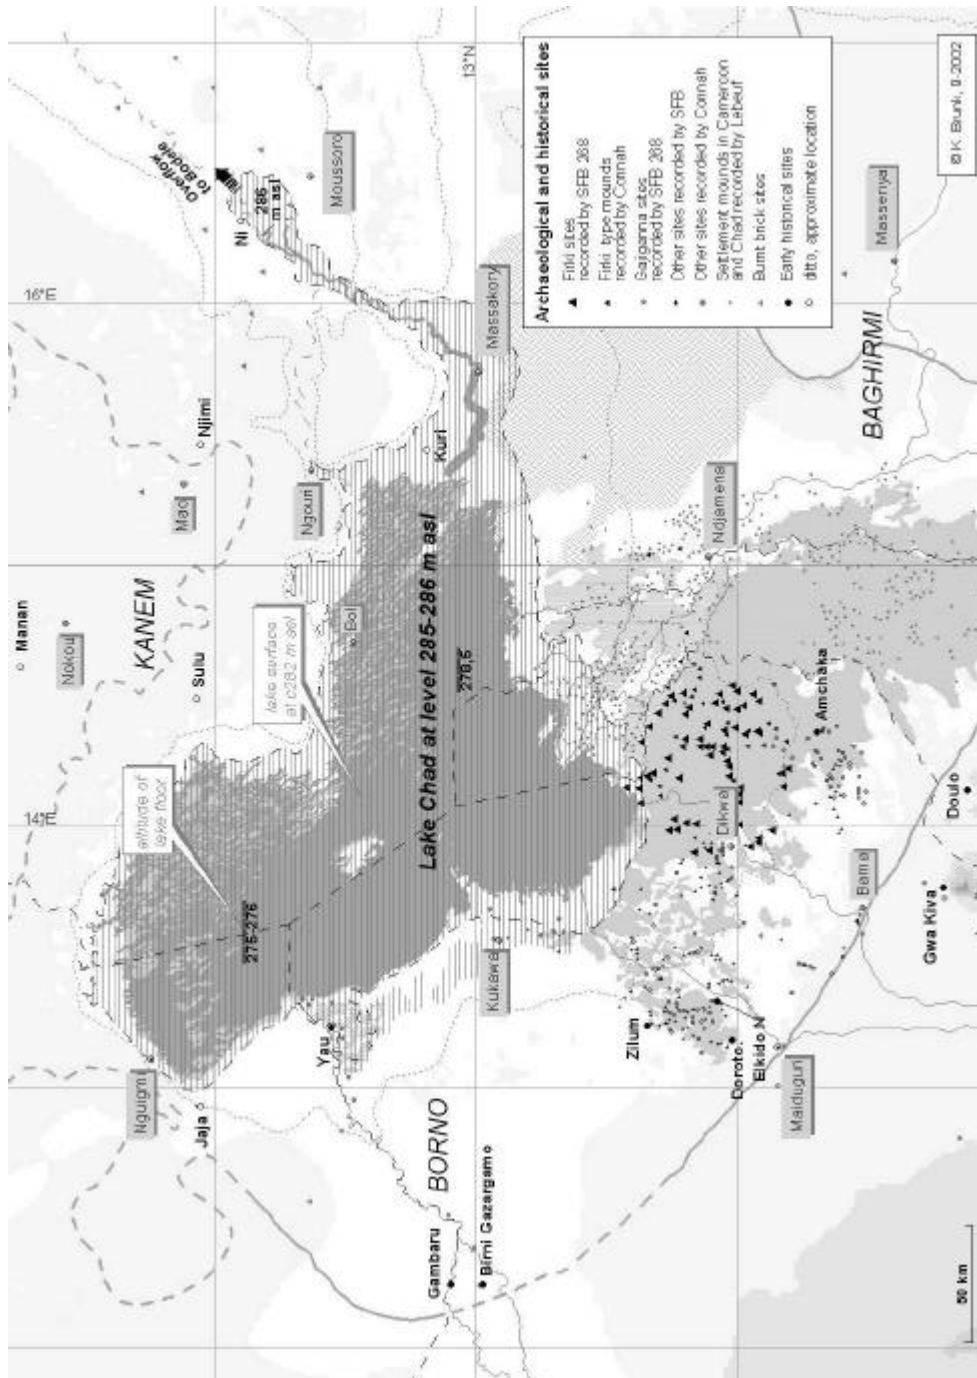 Manan
Nokou
KANEM
Sulu
Mao
Njimi
16°E
Overflow
to Bodele
Ni
286
m asl
Moussoro
14°E
altitude of
lake floor
lake surface
at c282 m asl
Bol
Ngouri
Kuri
Massakory
13°N
Nguigmi
Jaja
275-276
Lake Chad at level 285-286 m asl
278,5
Yau
Kukawa
BORNO
Gambaru
Birni Gazargamo
Zilum
Doroto
Elkido N
Maiduguri
Dikwa
Amchaka
Bama
Gwa Kiva
Doulo
Ndjamena
BAGHIRMI
Massenya
50 km
Archaeological and historical sites
Firki sites
recorded by SFB 268
Firki type mounds
recorded by Connah
Gajiganna sites
recorded by SFB 268
Other sites recorded by SFB
Other sites recorded by Connah
Settlement mounds in Cameroon
and Chad recorded by Lebeuf
Burnt brick sites
Early historical sites
ditto, approximate location
© K. Brunk, 9-2002